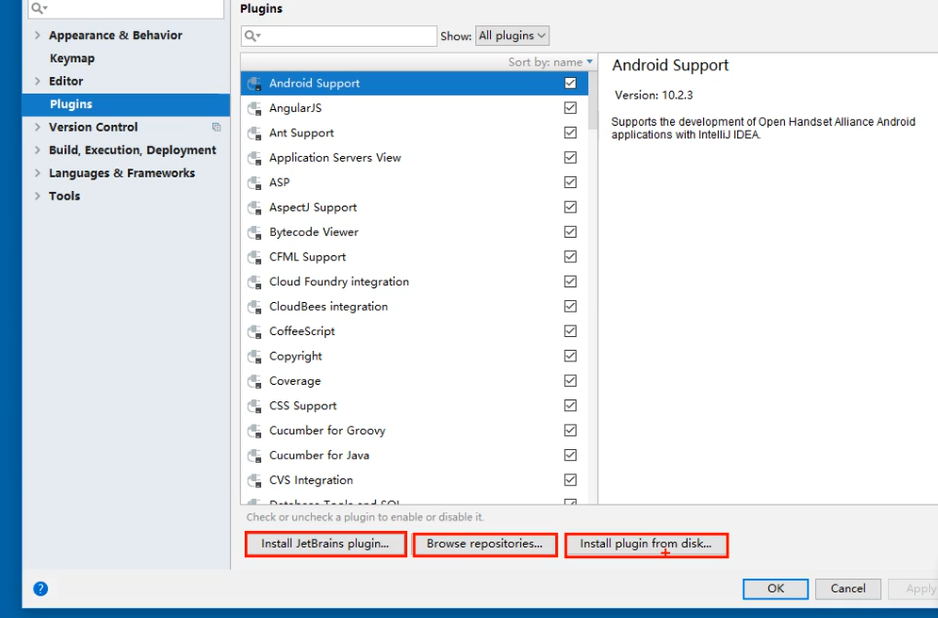 Plugins
Show: All plugins
Appearance & Behavior
Keymap
Editor
Plugins
Version Control
Build, Execution, Deployment
Languages & Frameworks
Tools
Sort by: name
Android Support
AngularJS
Ant Support
Application Servers View
ASP
AspectJ Support
Bytecode Viewer
CFML Support
Cloud Foundry integration
CloudBees integration
CoffeeScript
Copyright
Coverage
CSS Support
Cucumber for Groovy
Cucumber for Java
CVS Integration
Database Tools and SQL
Check or uncheck a plugin to enable or disable it.
Install JetBrains plugin...
Browse repositories...
Install plugin from disk...
Android Support
Version: 10.2.3
Supports the development of Open Handset Alliance Android
applications with IntelliJ IDEA.
?
OK
Cancel
Apply